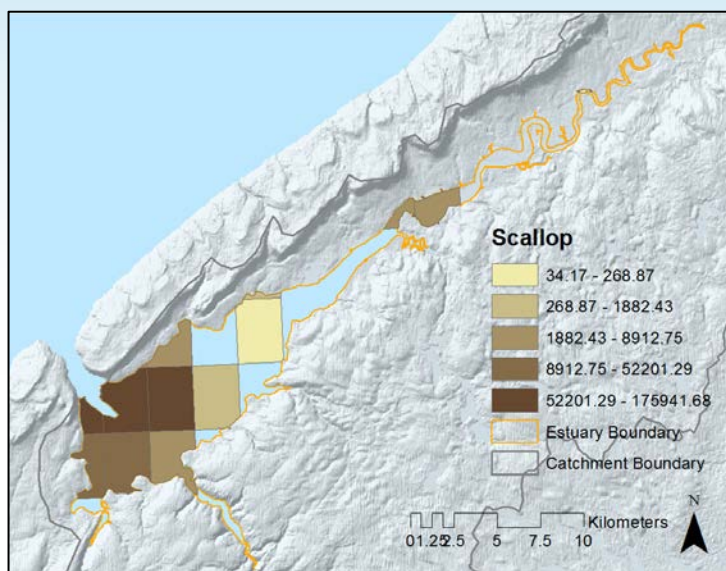 Scallop
34.17 - 268.87
268.87 - 1882.43
1882.43 - 8912.75
8912.75 - 52201.29
52201.29 - 175941.68
Estuary Boundary
Catchment Boundary
N
Kilometers
0 1.25 2.5 5 7.5 10